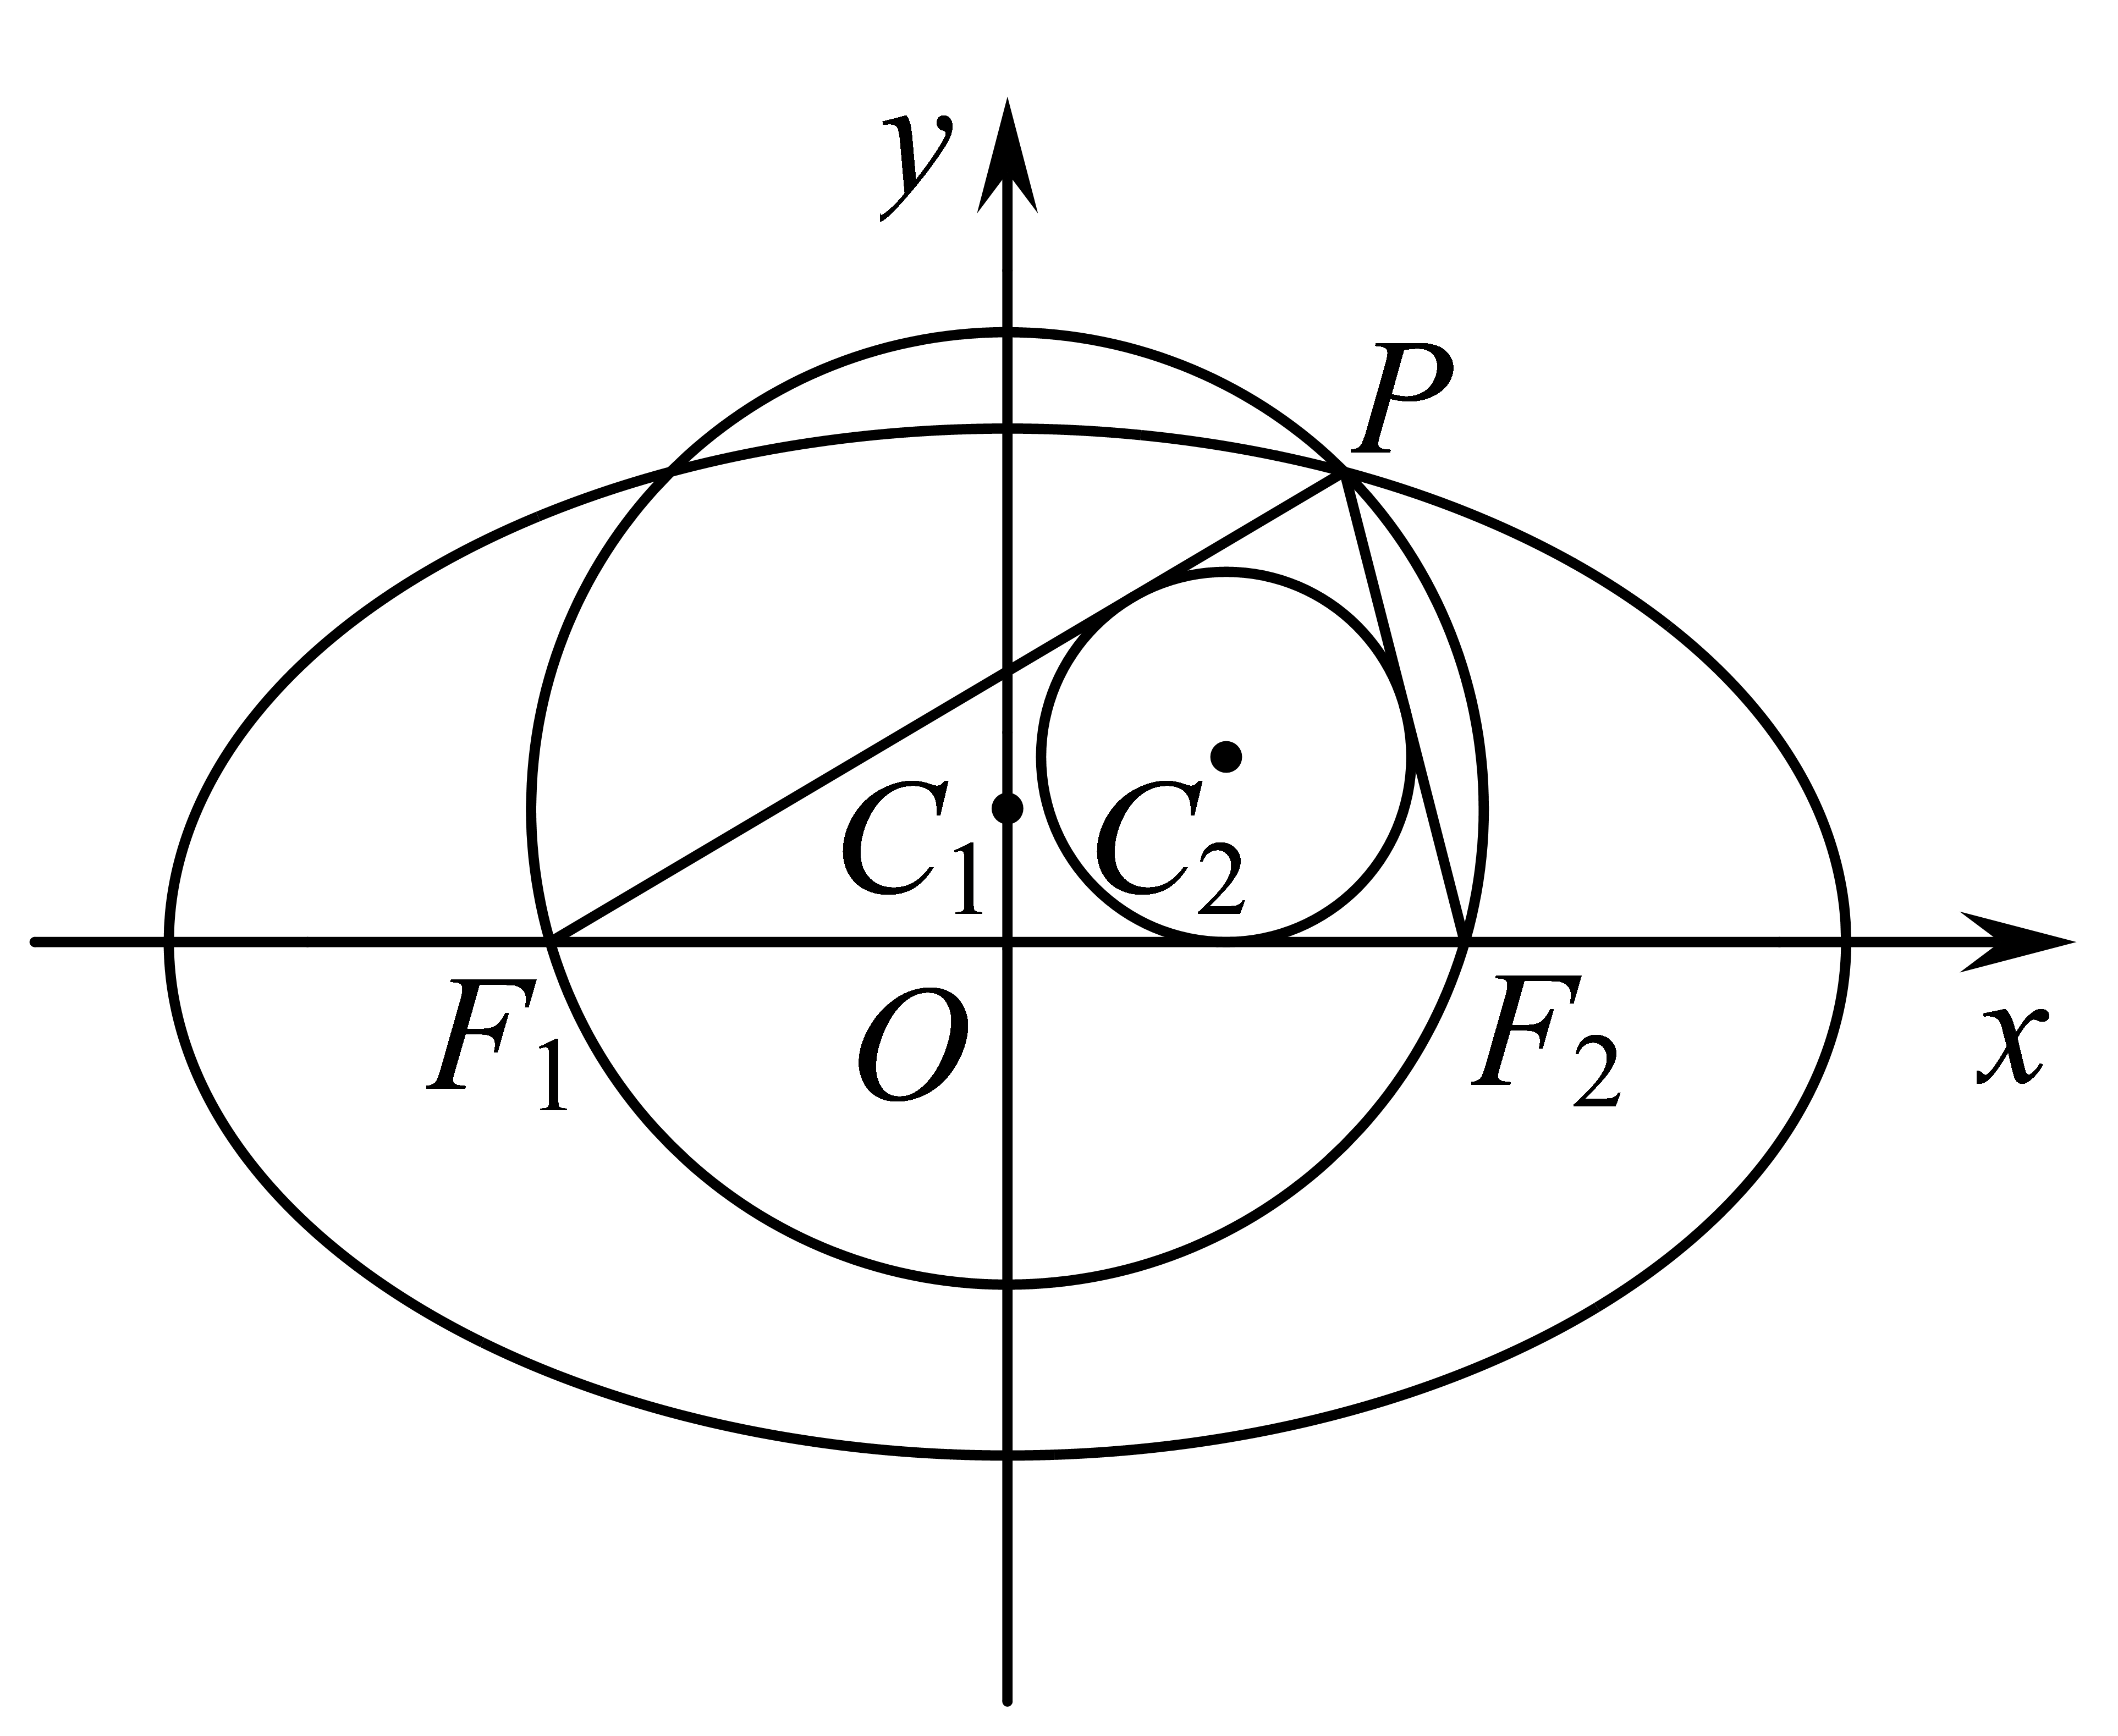 y
P
C₁
C₂
F₁
O
F₂
x